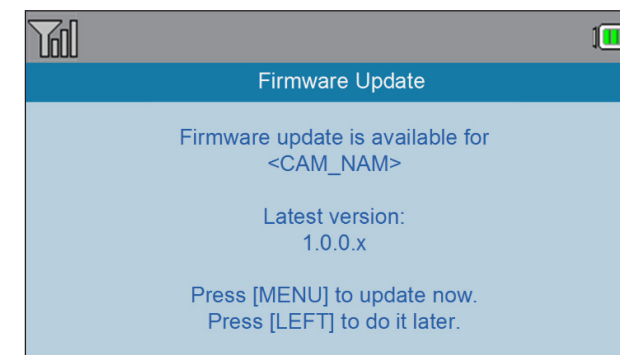 Firmware Update
Firmware update is available for
<CAM_NAM>
Latest version:
1.0.0.x
Press [MENU] to update now.
Press [LEFT] to do it later.